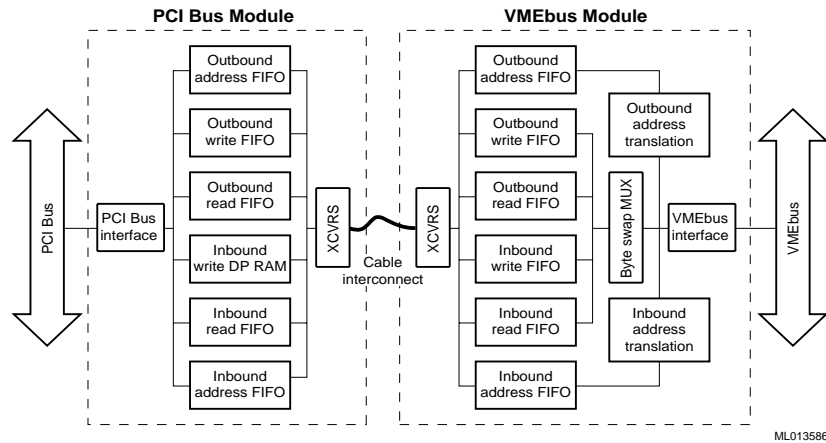 PCI Bus Module
VMEbus Module
PCI Bus
PCI Bus
interface
Outbound
address FIFO
Outbound
write FIFO
Outbound
read FIFO
Inbound
write DP RAM
Inbound
read FIFO
Inbound
address FIFO
XCVRS
Cable
interconnect
XCVRS
Outbound
address FIFO
Outbound
write FIFO
Outbound
read FIFO
Inbound
write FIFO
Inbound
read FIFO
Inbound
address FIFO
Outbound
address
translation
Byte swap MUX
Inbound
address
translation
VMEbus
interface
VMEbus
ML013586